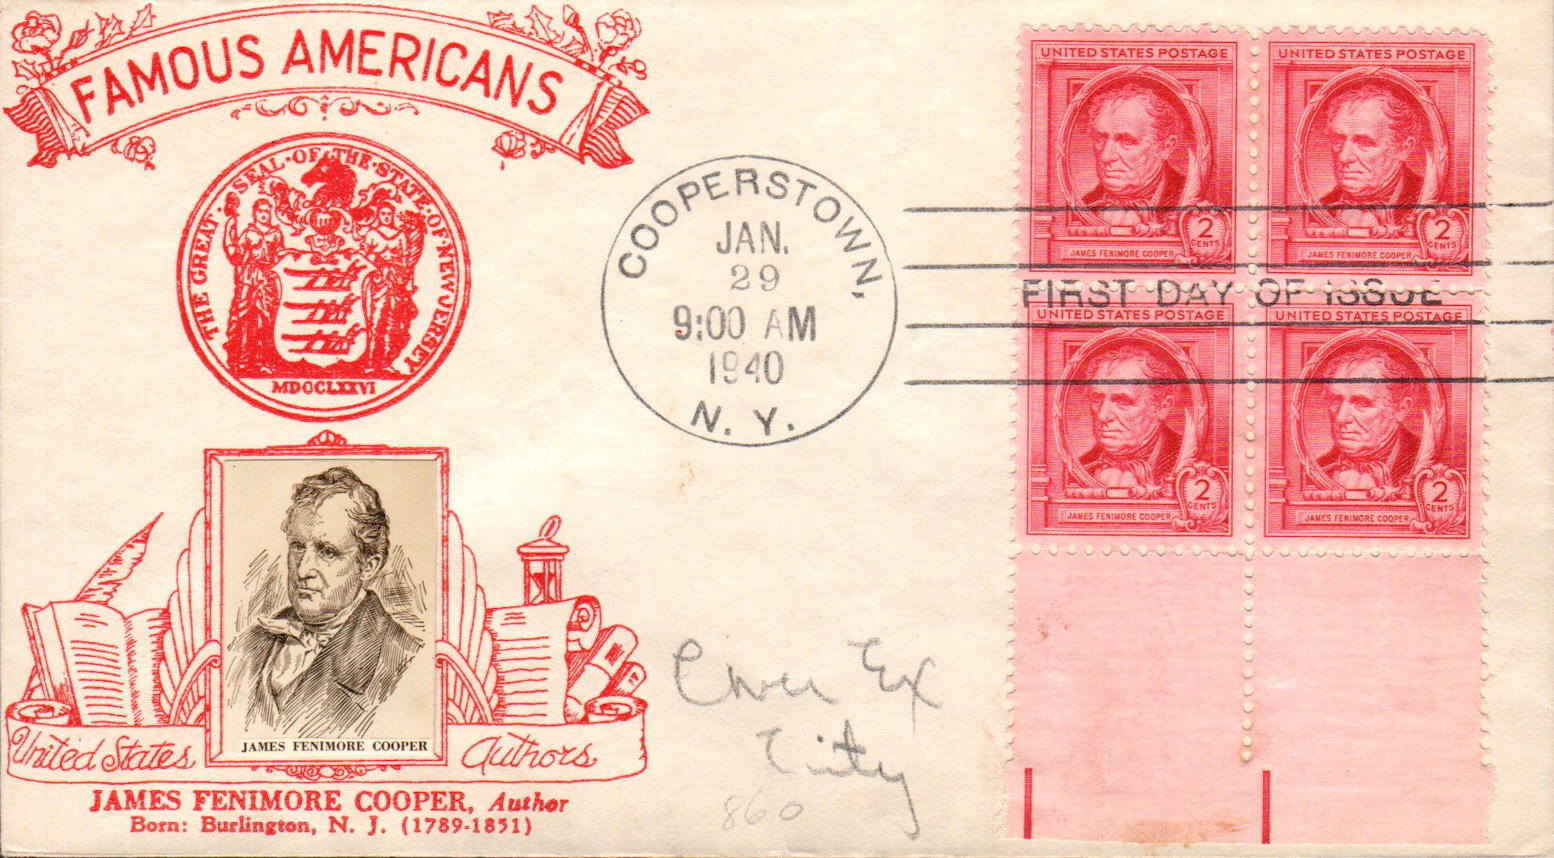 FAMOUS AMERICANS
THE GREAT SEAL OF THE STATE OF NEW JERSEY
MDCCLXXVI
JAMES FENIMORE COOPER
United States Authors
JAMES FENIMORE COOPER, Author
Born: Burlington, N. J. (1789-1851)
COOPERSTOWN,
JAN.
29
9:00 AM
1940
N. Y.
860
UNITED STATES POSTAGE
2
CENTS
JAMES FENIMORE COOPER
UNITED STATES POSTAGE
2
CENTS
JAMES FENIMORE COOPER
FIRST DAY OF ISSUE
UNITED STATES POSTAGE
2
CENTS
JAMES FENIMORE COOPER
UNITED STATES POSTAGE
2
CENTS
JAMES FENIMORE COOPER